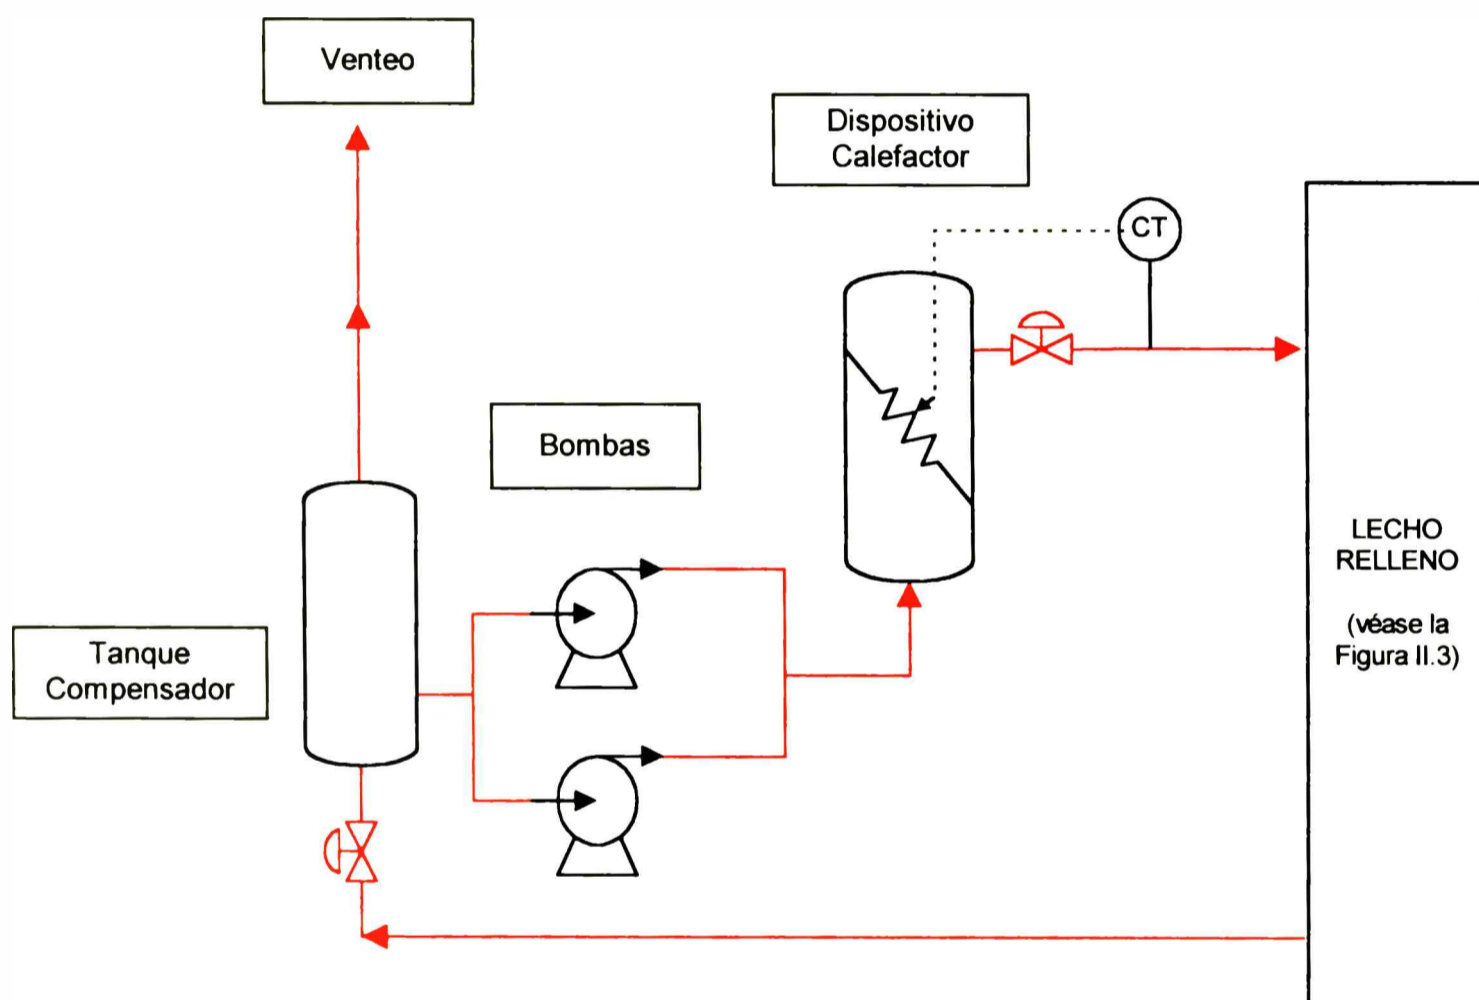 Venteo
Dispositivo
Calefactor
CT
Bombas
LECHO
RELLENO
(véase la
Figura II.3)
Tanque
Compensador